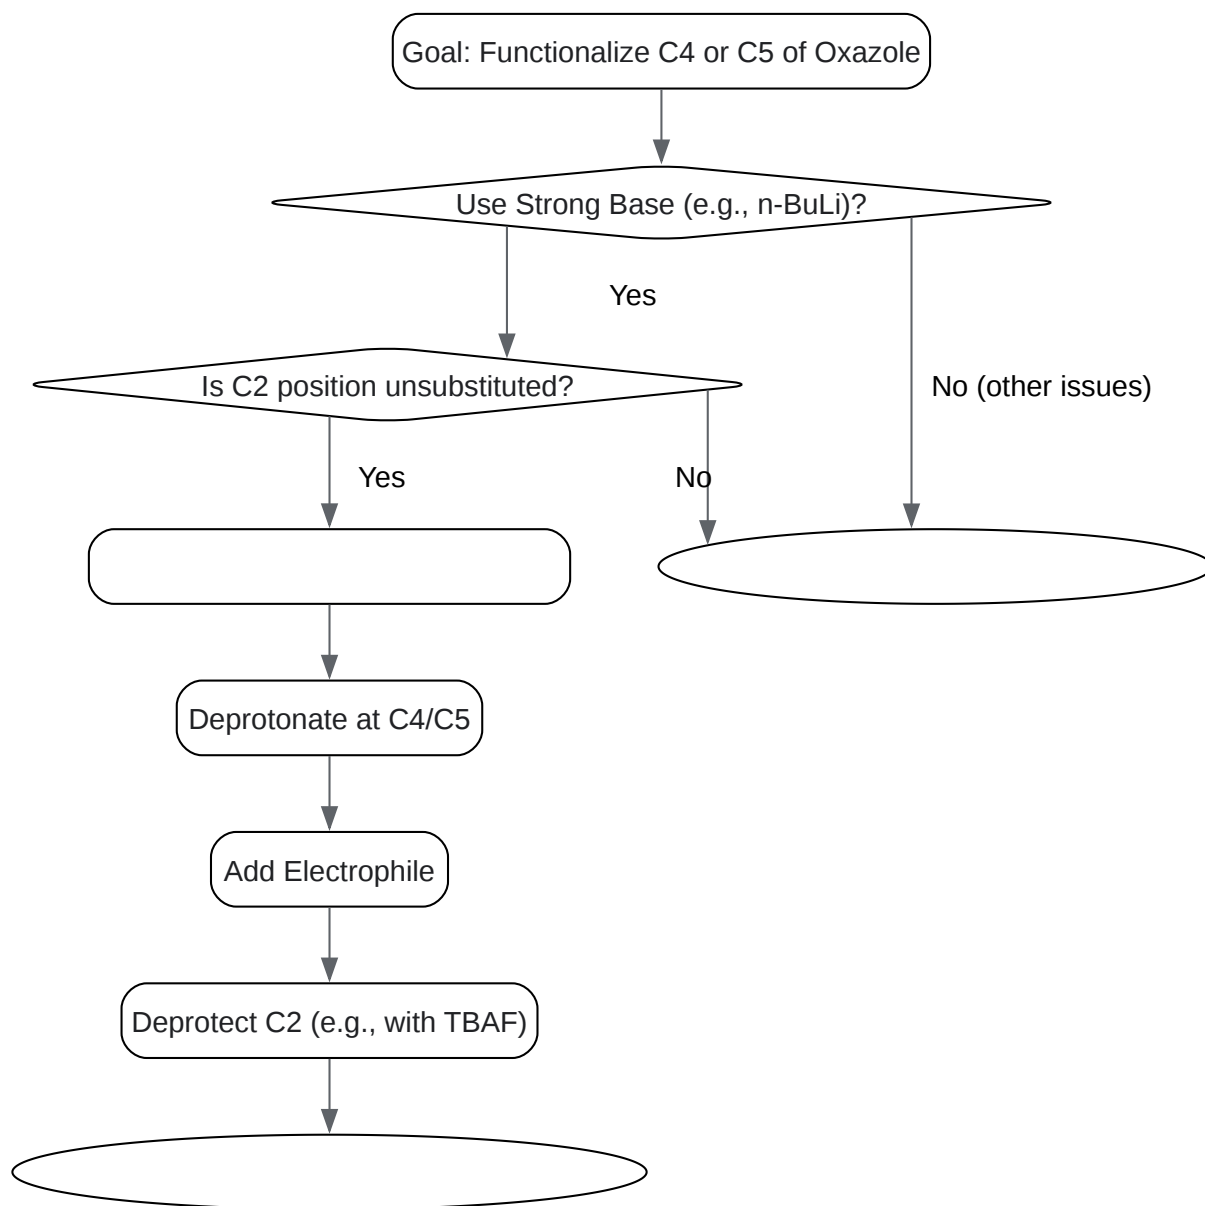 Goal: Functionalize C4 or C5 of Oxazole
Use Strong Base (e.g., n-BuLi)?
Yes
Is C2 position unsubstituted?
No (other issues)
Yes
No
Deprotonate at C4/C5
Add Electrophile
Deprotect C2 (e.g., with TBAF)